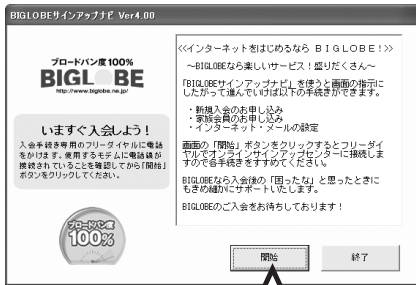 BIGLOBEサインアップナビ Ver4.00
ブロードバン度100%
BIGLOBE
http://www.biglobe.ne.jp/
いますぐ入会しよう！
入会手続き専用のフリーダイヤルに電話
をかけます。使用するモデムに電話線が
接続されていることを確認してから「開始」
ボタンをクリックしてください。
ブロードバン度
100%
<<インターネットをはじめるなら ＢＩＧＬＯＢＥ！>>
～BIGLOBEなら楽しいサービス！盛りだくさん～
「BIGLOBEサインアップナビ」を使うと画面の指示に
したがって進んでいけば以下の手続きができます。
・新規入会のお申し込み
・家族会員のお申し込み
・インターネット・メールの設定
画面の「開始」ボタンをクリックするとフリーダイ
ヤルでオンラインサインアップセンターに接続しま
すので各手続きをすすめてください。
BIGLOBEなら入会後の「困ったな」と思ったときに
もきめ細かにサポートいたします。
BIGLOBEのご入会をお待ちしております！
開始
終了